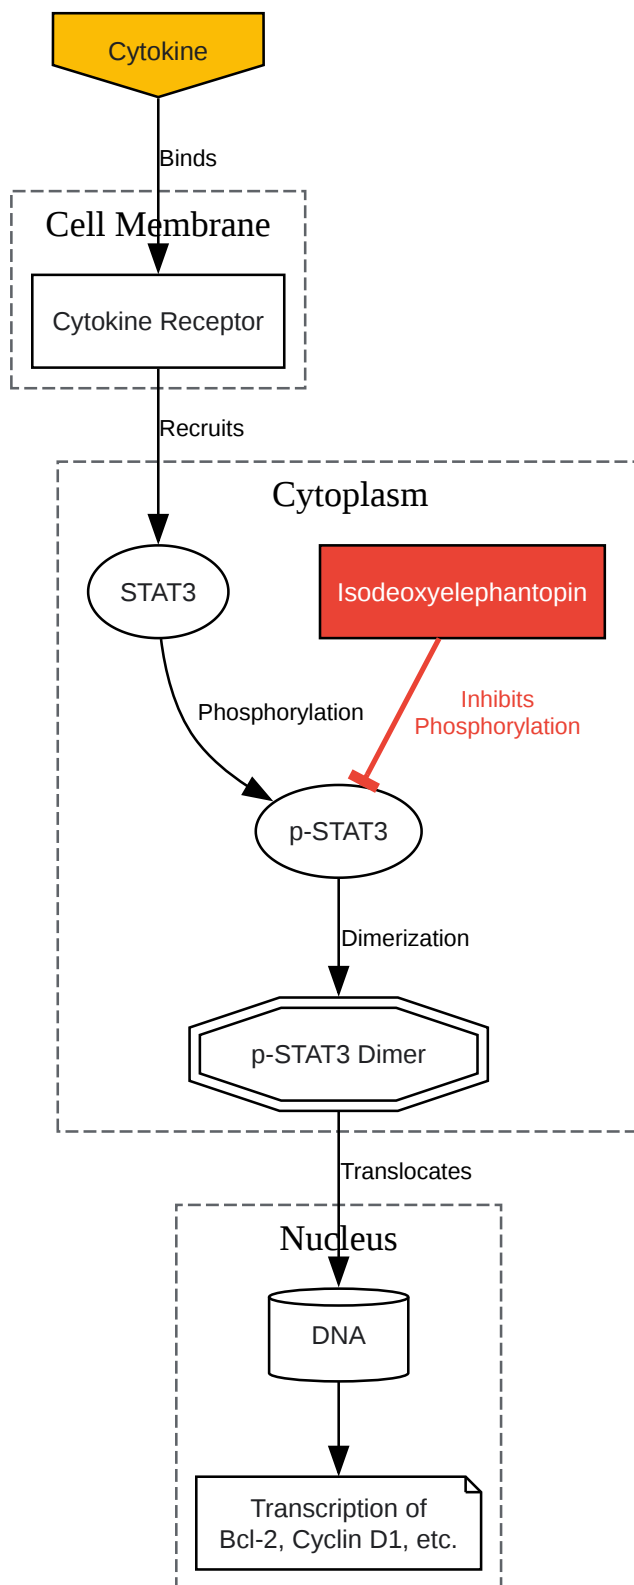 Cytokine
Binds
Cell Membrane
Cytokine Receptor
Recruits
Cytoplasm
STAT3
Isodeoxyelephantopin
Phosphorylation
Inhibits
Phosphorylation
p-STAT3
Dimerization
p-STAT3 Dimer
Translocates
Nucleus
DNA
Transcription of
Bcl-2, Cyclin D1, etc.